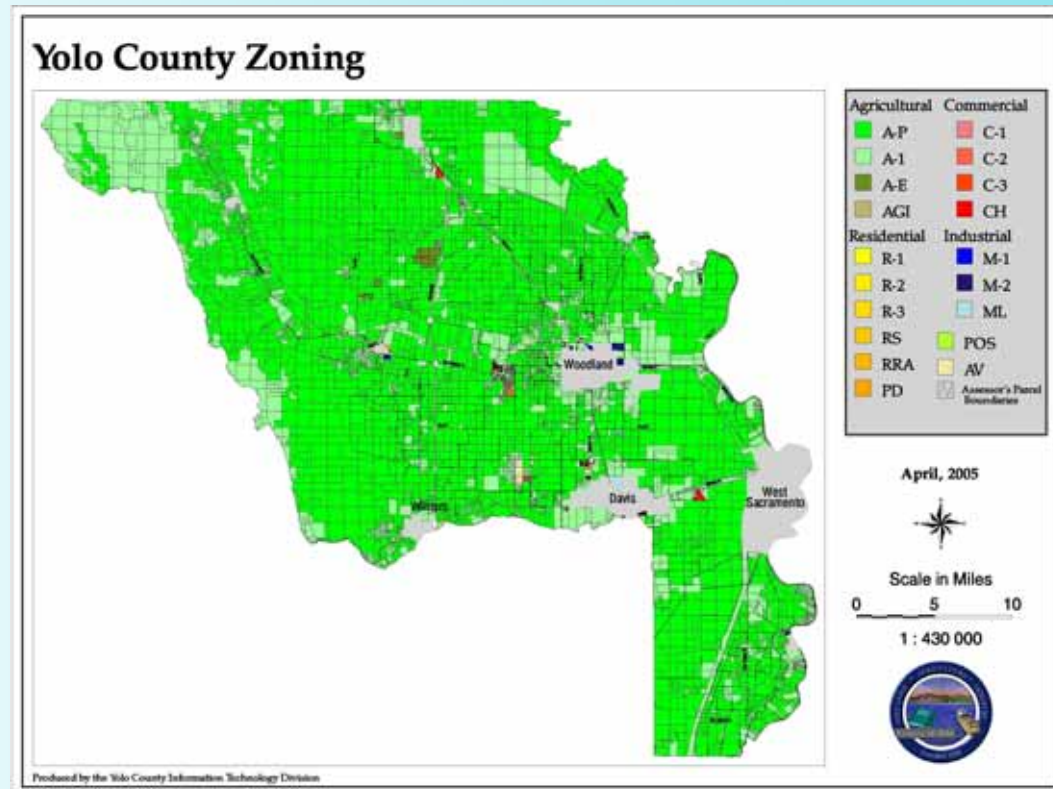 Yolo County Zoning
Agricultural
A-P
A-1
A-E
AGI
Residential
R-1
R-2
R-3
RS
RRA
PD
Commercial
C-1
C-2
C-3
CH
Industrial
M-1
M-2
ML
POS
AV
Assessor's Parcel
Boundaries
Woodland
Davis
West
Sacramento
Winters
April, 2005
Scale in Miles
0 5 10
1 : 430 000
Produced by the Yolo County Information Technology Division